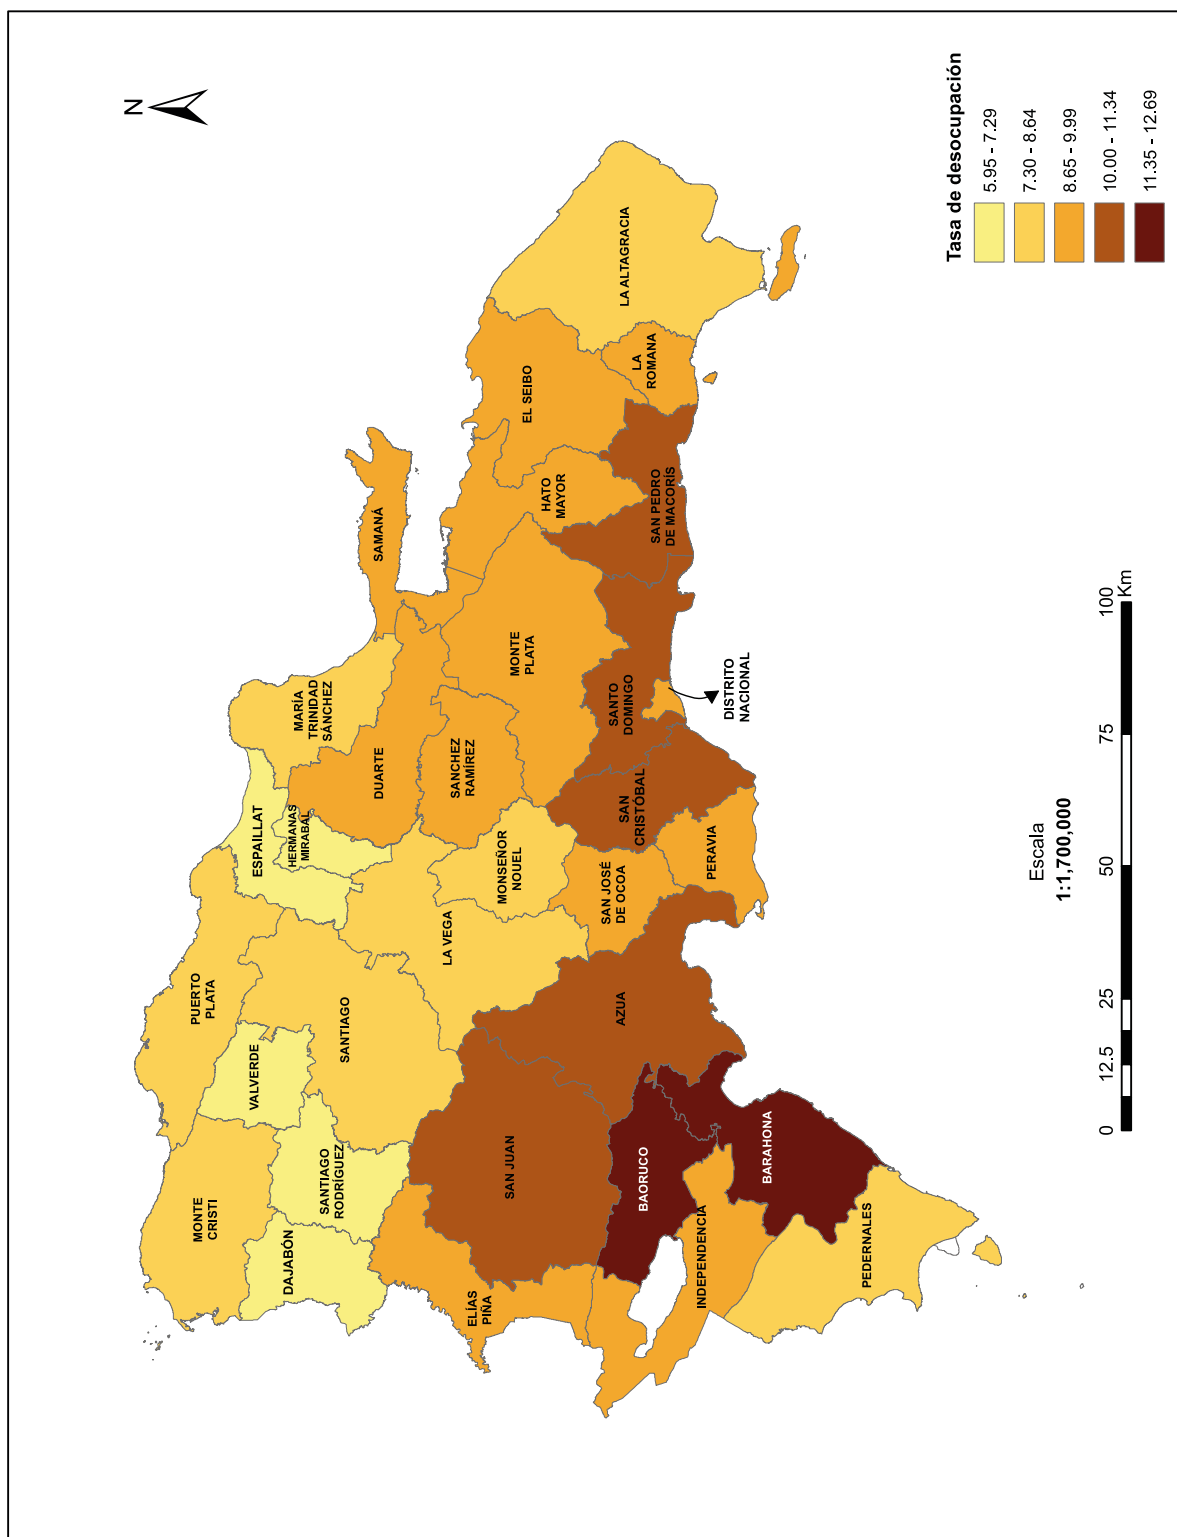 N
PUERTO
PLATA
MONTE
CRISTI
VALVERDE
ESPAILLAT
HERMANAS
MIRABAL
MARÍA
TRINIDAD
SÁNCHEZ
DAJABÓN
SANTIAGO
RODRÍGUEZ
SANTIAGO
DUARTE
SAMANÁ
LA VEGA
SANCHEZ
RAMÍREZ
MONSEÑOR
NOUEL
MONTE
PLATA
HATO
MAYOR
EL SEIBO
LA ALTAGRACIA
LA
ROMANA
SAN PEDRO
DE MACORÍS
SANTO
DOMINGO
DISTRITO
NACIONAL
SAN
CRISTÓBAL
PERAVIA
SAN JOSÉ
DE OCOA
AZUA
SAN JUAN
ELÍAS
PIÑA
BAORUCO
INDEPENDENCIA
BARAHONA
PEDERNALES
Tasa de desocupación
5.95 - 7.29
7.30 - 8.64
8.65 - 9.99
10.00 - 11.34
11.35 - 12.69
Escala
1:1,700,000
0 12.5 25 50 75 100
Km